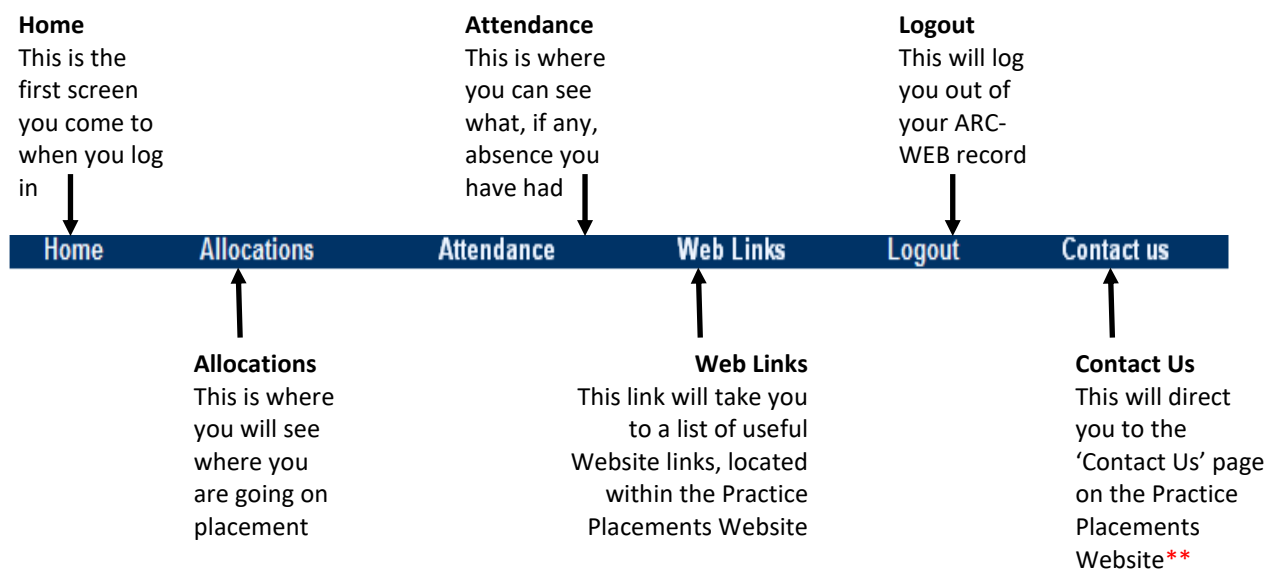 Home
This is the
first screen
you come to
when you log
in
Attendance
This is where
you can see
what, if any,
absence you
have had
Logout
This will log
you out of
your ARC-
WEB record
Home Allocations Attendance Web Links Logout Contact us
Allocations
This is where
you will see
where you
are going on
placement
Web Links
This link will take you
to a list of useful
Website links, located
within the Practice
Placements Website
Contact Us
This will direct
you to the
‘Contact Us’ page
on the Practice
Placements
Website**